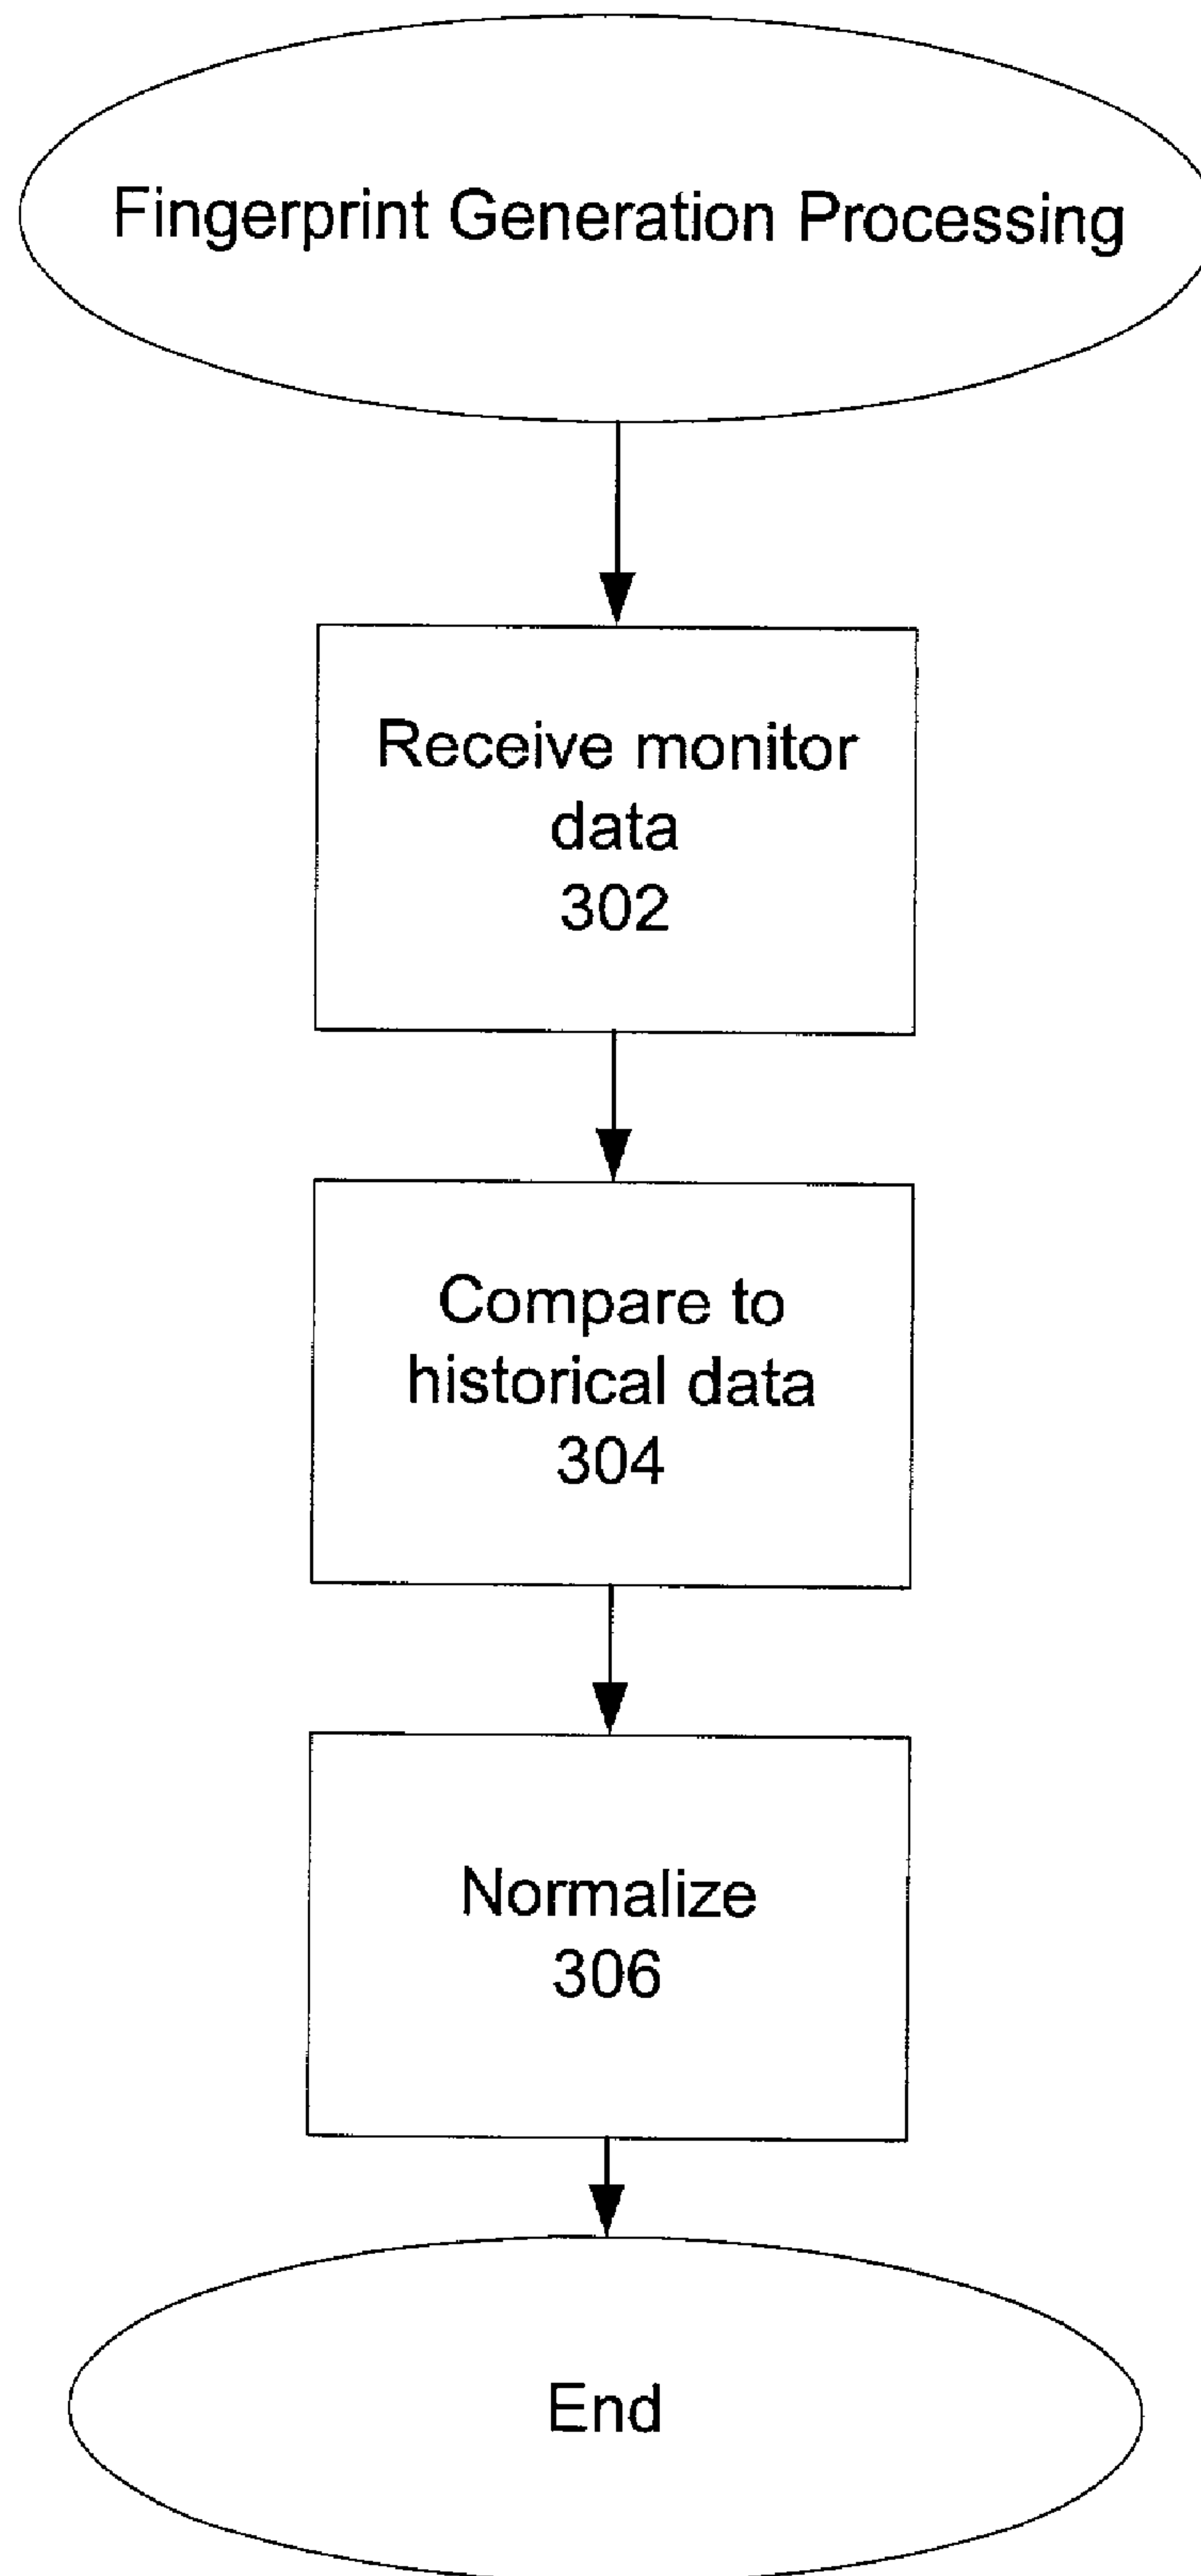 Fingerprint Generation Processing
Receive monitor
data
302
Compare to
historical data
304
Normalize
306
End